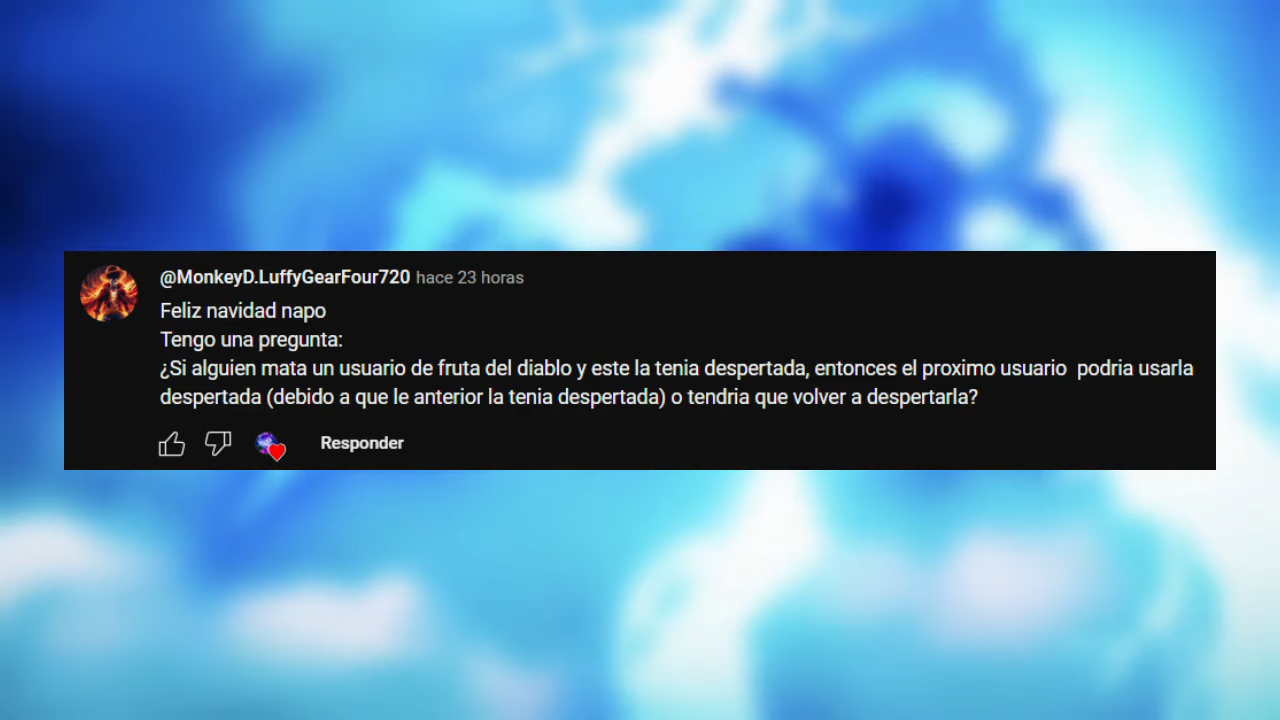 @MonkeyD.LuffyGearFour720 hace 23 horas
Feliz navidad napo
Tengo una pregunta:
¿Si alguien mata un usuario de fruta del diablo y este la tenia despertada, entonces el proximo usuario  podria usarla
despertada (debido a que le anterior la tenia despertada) o tendria que volver a despertarla?
Responder